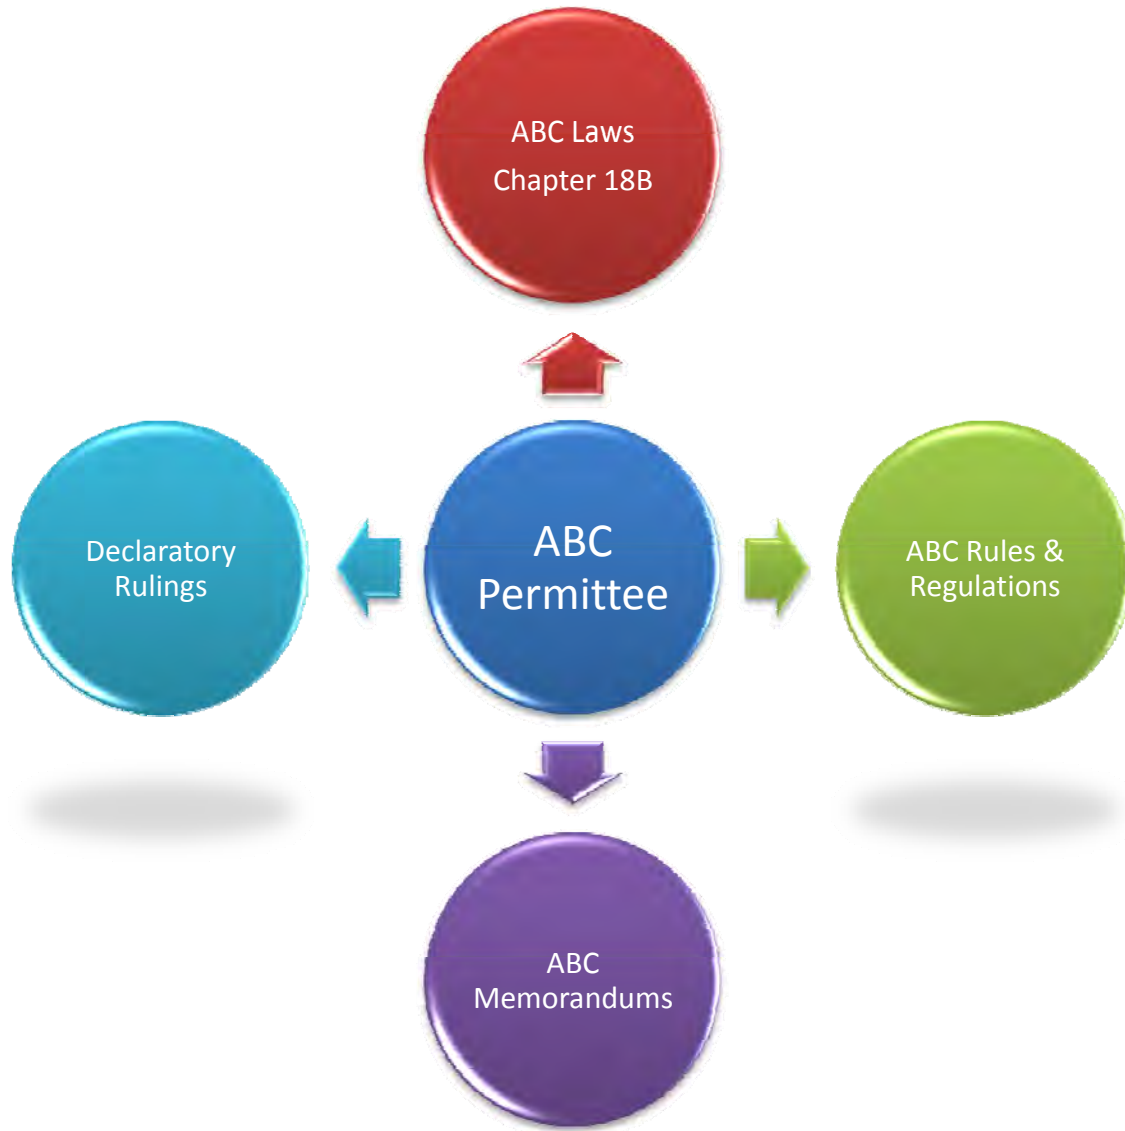 ABC Laws
Chapter 18B
Declaratory
Rulings
ABC
Permittee
ABC Rules &
Regulations
ABC
Memorandums